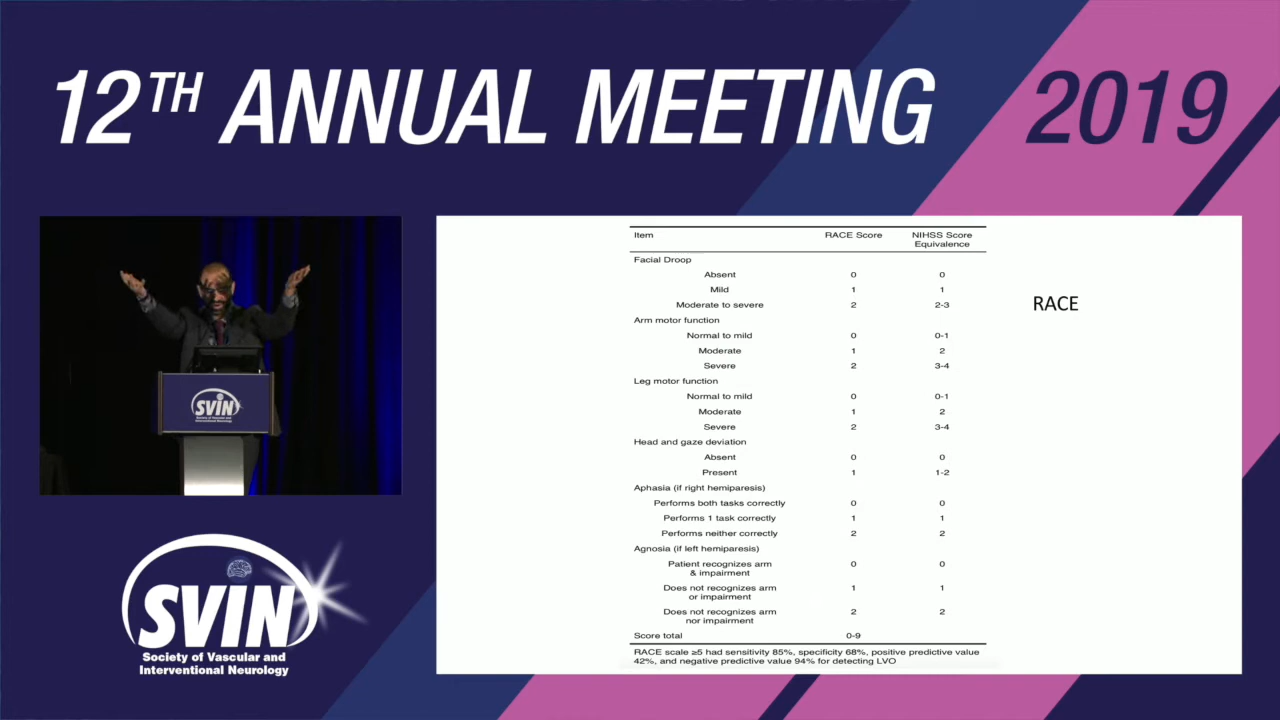 12TH ANNUAL MEETING 2019
SVIN
Society of Vascular and
Interventional Neurology
Item RACE Score NIHSS Score
Equivalence
Facial Droop
Absent 0 0
Mild 1 1
Moderate to severe 2 2-3
Arm motor function
Normal to mild 0 0-1
Moderate 1 2
Severe 2 3-4
Leg motor function
Normal to mild 0 0-1
Moderate 1 2
Severe 2 3-4
Head and gaze deviation
Absent 0 0
Present 1 1-2
Aphasia (if right hemiparesis)
Performs both tasks correctly 0 0
Performs 1 task correctly 1 1
Performs neither correctly 2 2
Agnosia (if left hemiparesis)
Patient recognizes arm 0 0
& impairment
Does not recognizes arm 1 1
or impairment
Does not recognizes arm 2 2
nor impairment
Score total 0-9
RACE scale ≥5 had sensitivity 85%, specificity 68%, positive predictive value
42%, and negative predictive value 94% for detecting LVO
RACE
SVIN
Society of Vascular and
Interventional Neurology